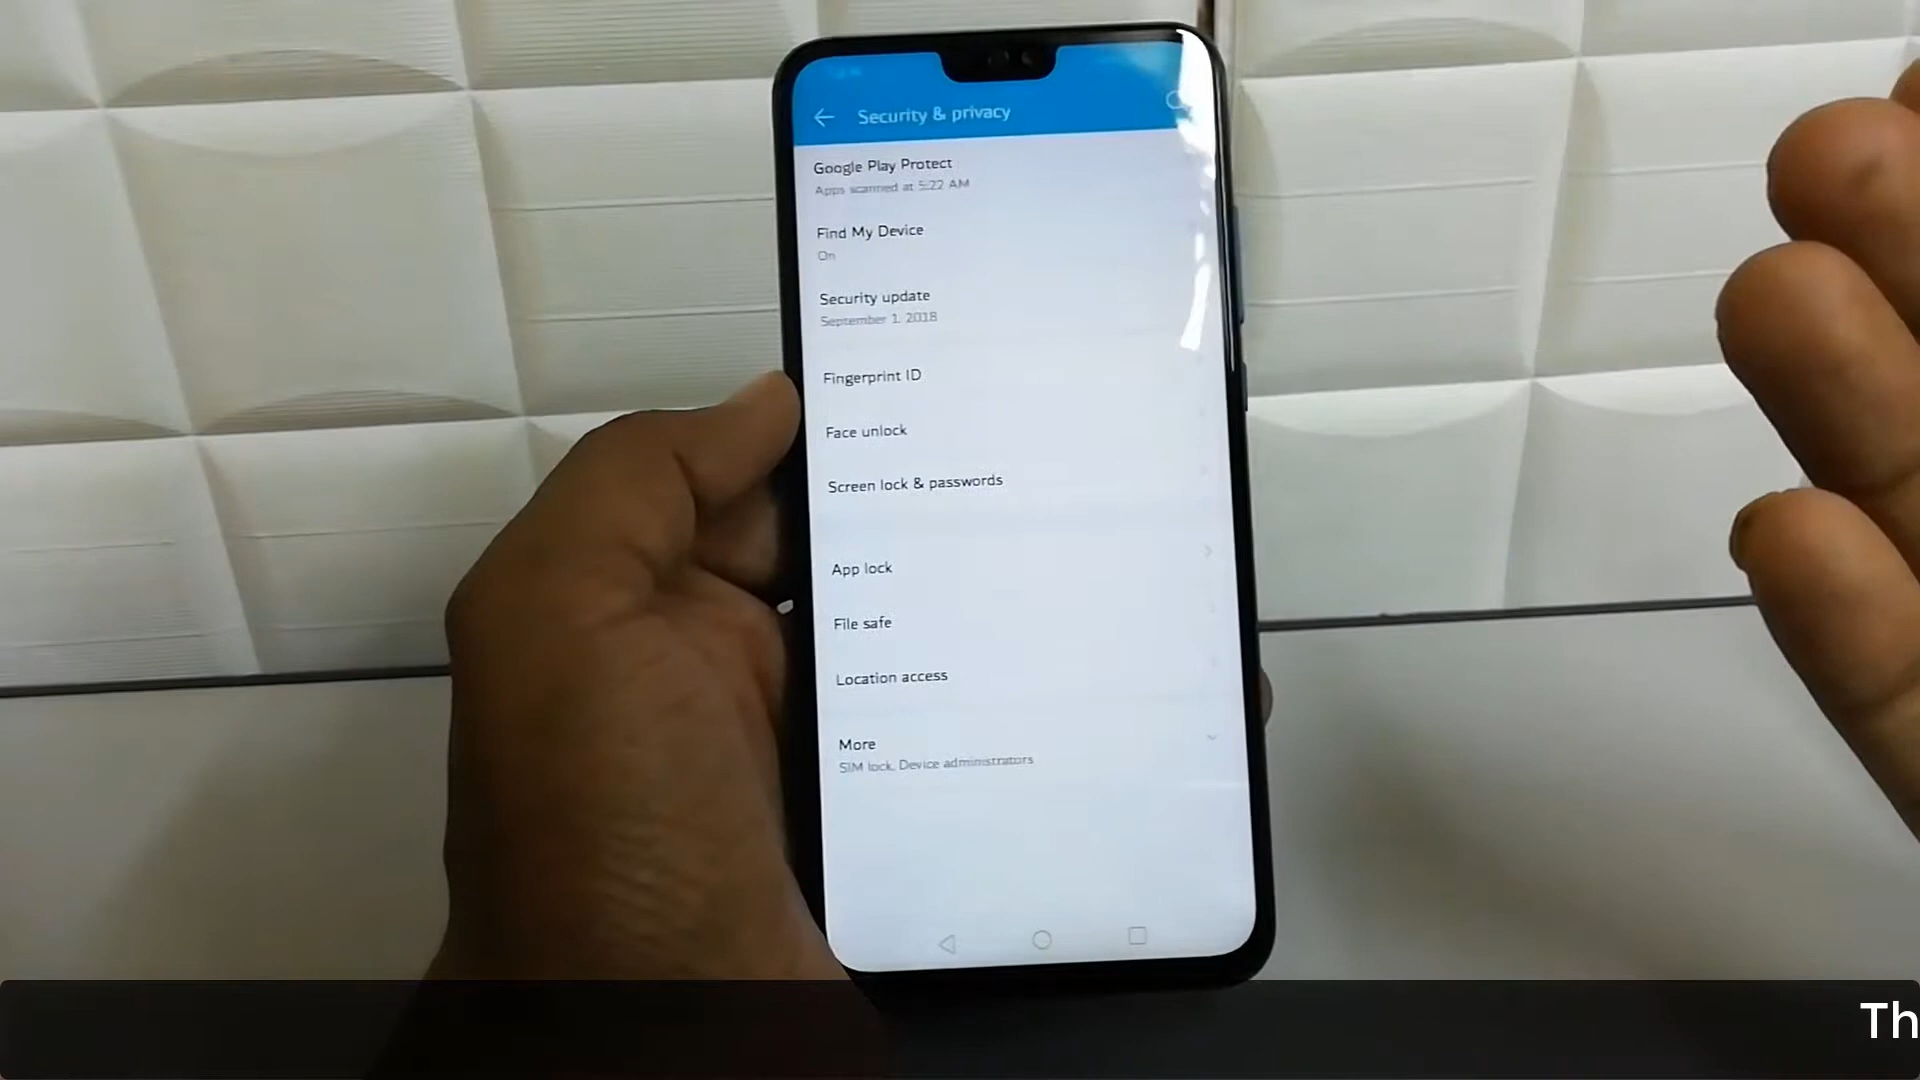 Security & privacy
Google Play Protect
Apps scanned at 5:22 AM
Find My Device
On
Security update
September 1, 2018
Fingerprint ID
Face unlock
Screen lock & passwords
App lock
File safe
Location access
More
SIM lock, Device administrators
Th